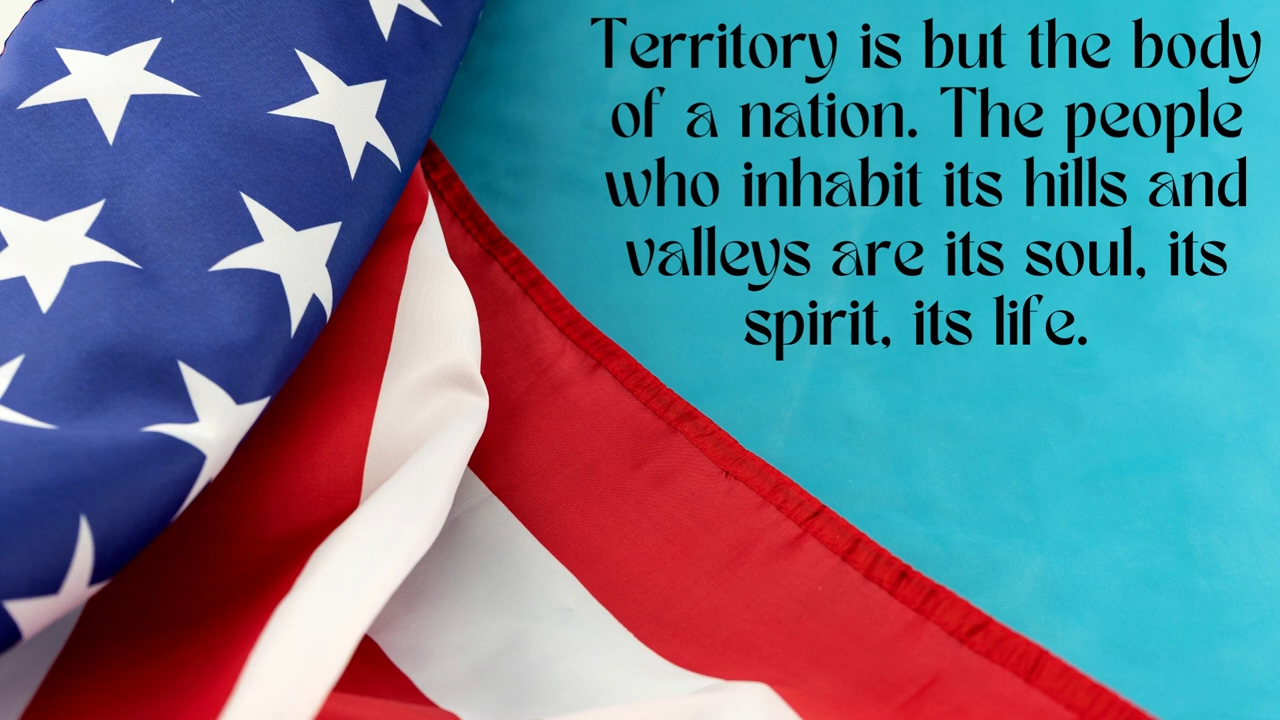 Territory is but the body
of a nation. The people
who inhabit its hills and
valleys are its soul, its
spirit, its life.